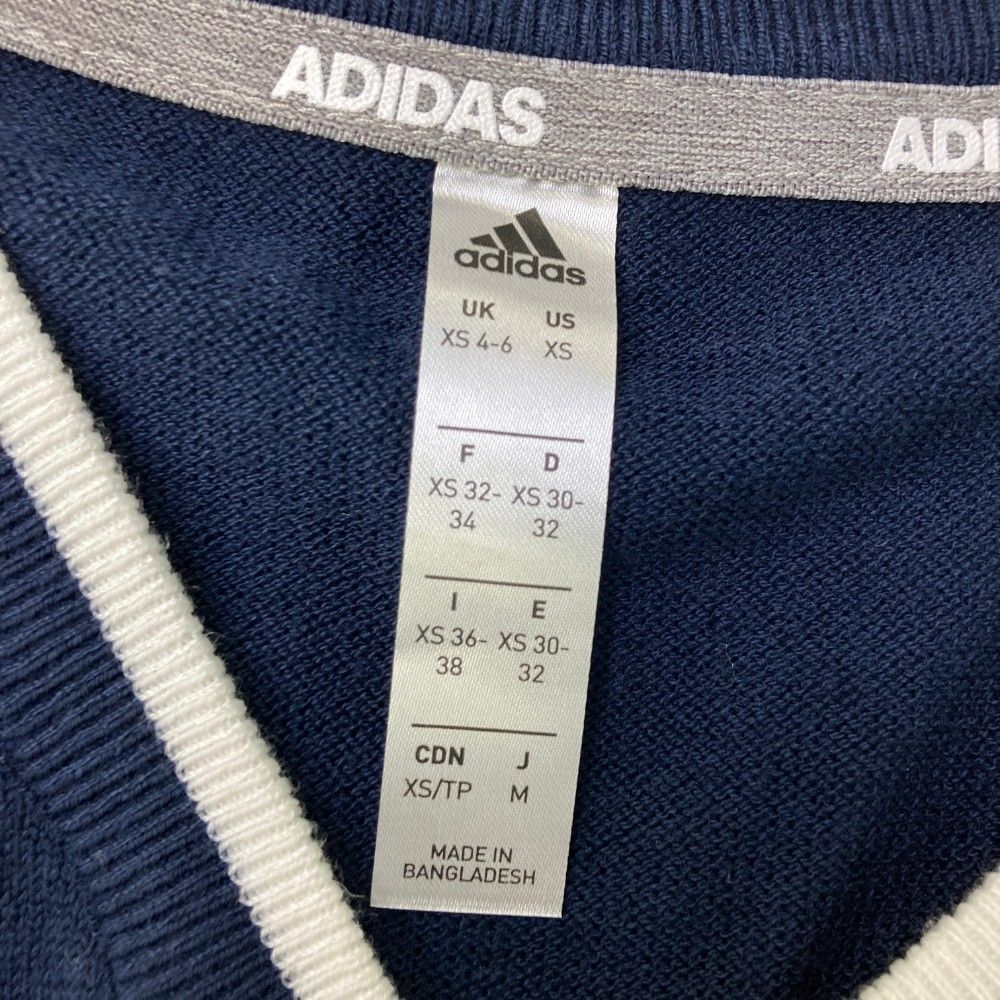 ADIDAS
ADI
adidas
UK US
XS 4-6 XS
F D
XS 32- XS 30-
34 32
I E
XS 36- XS 30-
38 32
CDN J
XS/TP M
MADE IN
BANGLADESH